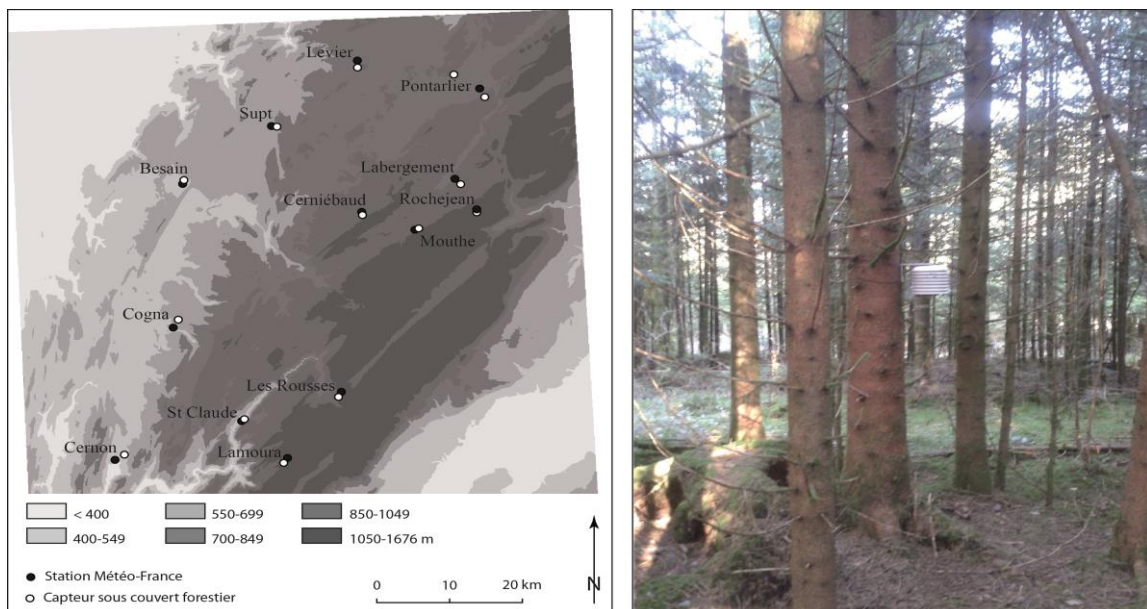 Levier
Pontarlier
Supt
Besain
Labergement
Cerniébaud
Rochejean
Mouthe
Cogna
Les Rousses
St Claude
Cernon
Lamoura
< 400
550-699
850-1049
400-549
700-849
1050-1676 m
Station Météo-France
Capteur sous couvert forestier
0 10 20 km
N